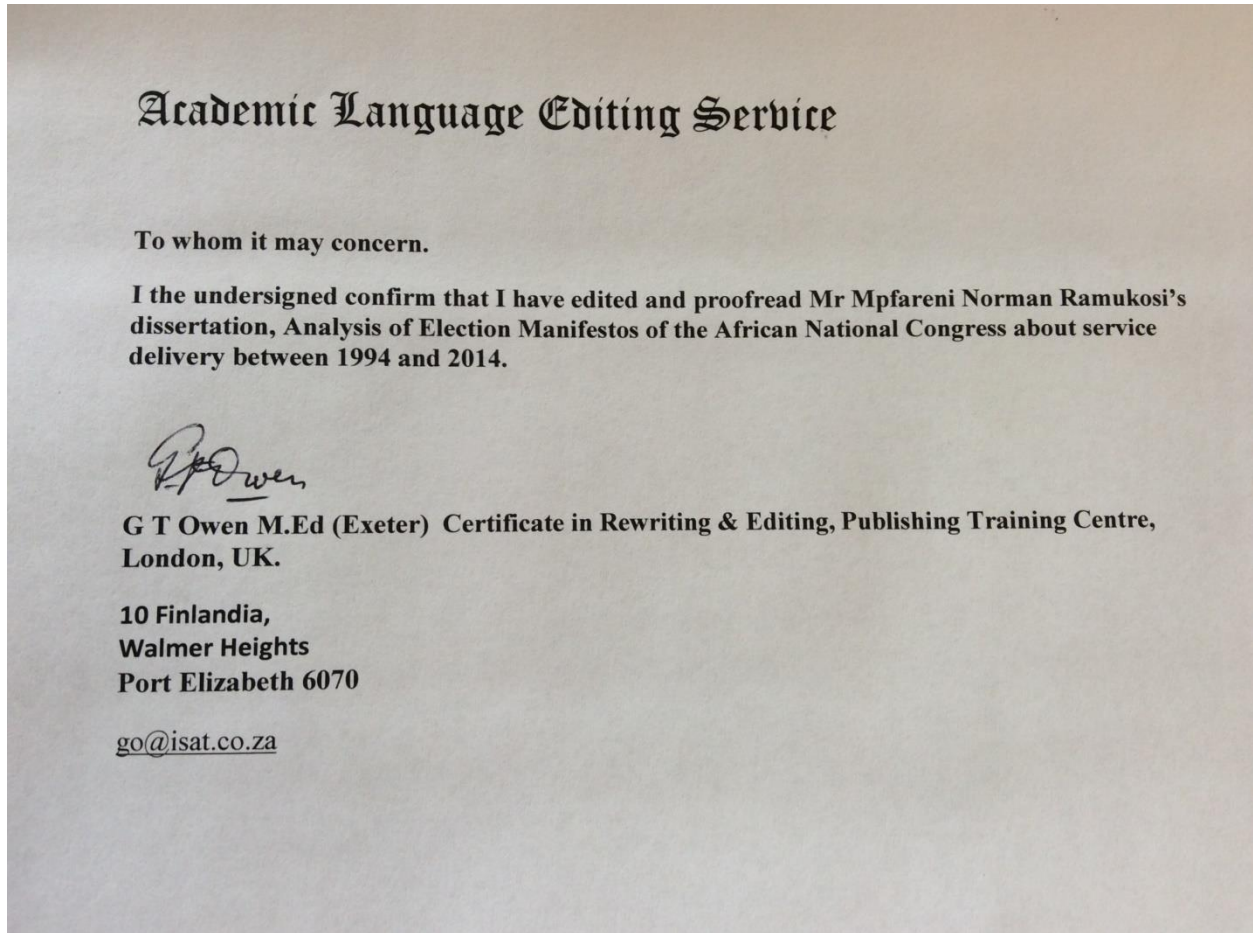 Academic Language Editing Service
To whom it may concern.
I the undersigned confirm that I have edited and proofread Mr Mpfareni Norman Ramukosi's
dissertation, Analysis of Election Manifestos of the African National Congress about service
delivery between 1994 and 2014.
Owen
G T Owen M.Ed (Exeter) Certificate in Rewriting & Editing, Publishing Training Centre,
London, UK.
10 Finlandia,
Walmer Heights
Port Elizabeth 6070
go@isat.co.za